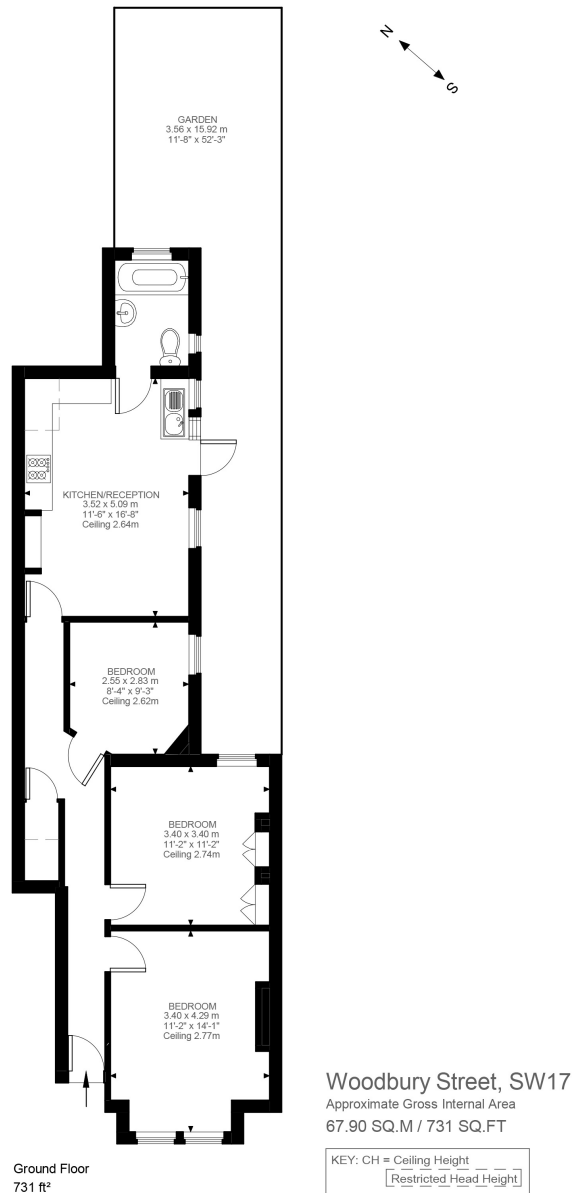 N
S
GARDEN
3.56 x 15.92 m
11'-8" x 52'-3"
KITCHEN/RECEPTION
3.52 x 5.09 m
11'-6" x 16'-8"
Ceiling 2.64m
BEDROOM
2.55 x 2.83 m
8'-4" x 9'-3"
Ceiling 2.62m
BEDROOM
3.40 x 3.40 m
11'-2" x 11'-2"
Ceiling 2.74m
BEDROOM
3.40 x 4.29 m
11'-2" x 14'-1"
Ceiling 2.77m
Woodbury Street, SW17
Approximate Gross Internal Area
67.90 SQ.M / 731 SQ.FT
KEY: CH = Ceiling Height
Restricted Head Height
Ground Floor
731 ft²